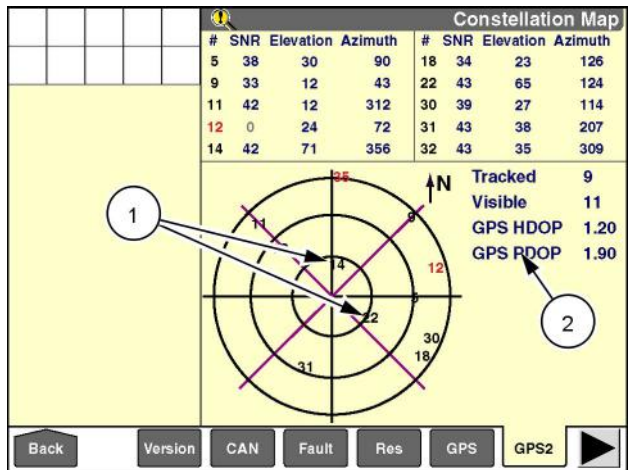 Constellation Map
# SNR Elevation Azimuth # SNR Elevation Azimuth
5 38 30 90 18 34 23 126
9 33 12 43 22 43 65 124
11 42 12 312 30 39 27 114
12 0 24 72 31 43 38 207
14 42 71 356 32 43 35 309
35
N
Tracked 9
Visible 11
GPS HDOP 1.20
GPS PDOP 1.90
1
11
9
14
12
5
22
2
30
18
31
Back Version CAN Fault Res GPS GPS2